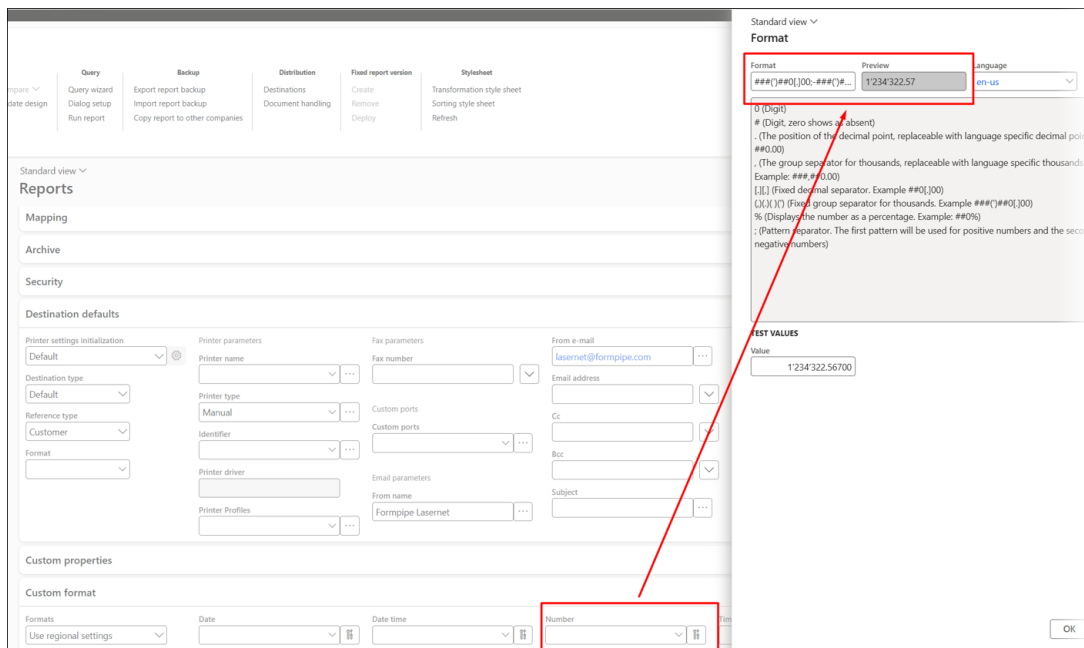 Query
Backup
Distribution
Fixed report version
Stylesheet
mpare
Query wizard
Export report backup
Destinations
Create
Transformation style sheet
date design
Dialog setup
Import report backup
Document handling
Remove
Sorting style sheet
Run report
Copy report to other companies
Deploy
Refresh
Standard view
Reports
Mapping
Archive
Security
Destination defaults
Printer settings initialization
Default
Destination type
Default
Reference type
Customer
Format
Printer parameters
Printer name
Printer type
Manual
Identifier
Printer driver
Printer Profiles
Fax parameters
Fax number
Custom ports
Custom ports
Email parameters
From name
Formpipe Lasernet
From e-mail
lasernet@formpipe.com
Email address
Cc
Bcc
Subject
Custom properties
Custom format
Formats
Use regional settings
Date
Date time
Number
Tim
Standard view
Format
Format
###(')##0[.]00;-###(')#...
Preview
1'234'322.57
Language
en-us
0 (Digit)
# (Digit, zero shows as absent)
. (The position of the decimal point, replaceable with language specific decimal poi
##0.00)
, (The group separator for thousands, replaceable with language specific thousands
Example: ###,##0.00)
[.][,] (Fixed decimal separator. Example ##0[.]00)
(,)(.)( )(') (Fixed group separator for thousands. Example ###(')##0[.]00)
% (Displays the number as a percentage. Example: ##0%)
; (Pattern separator. The first pattern will be used for positive numbers and the seco
negative numbers)
TEST VALUES
Value
1'234'322.56700
OK